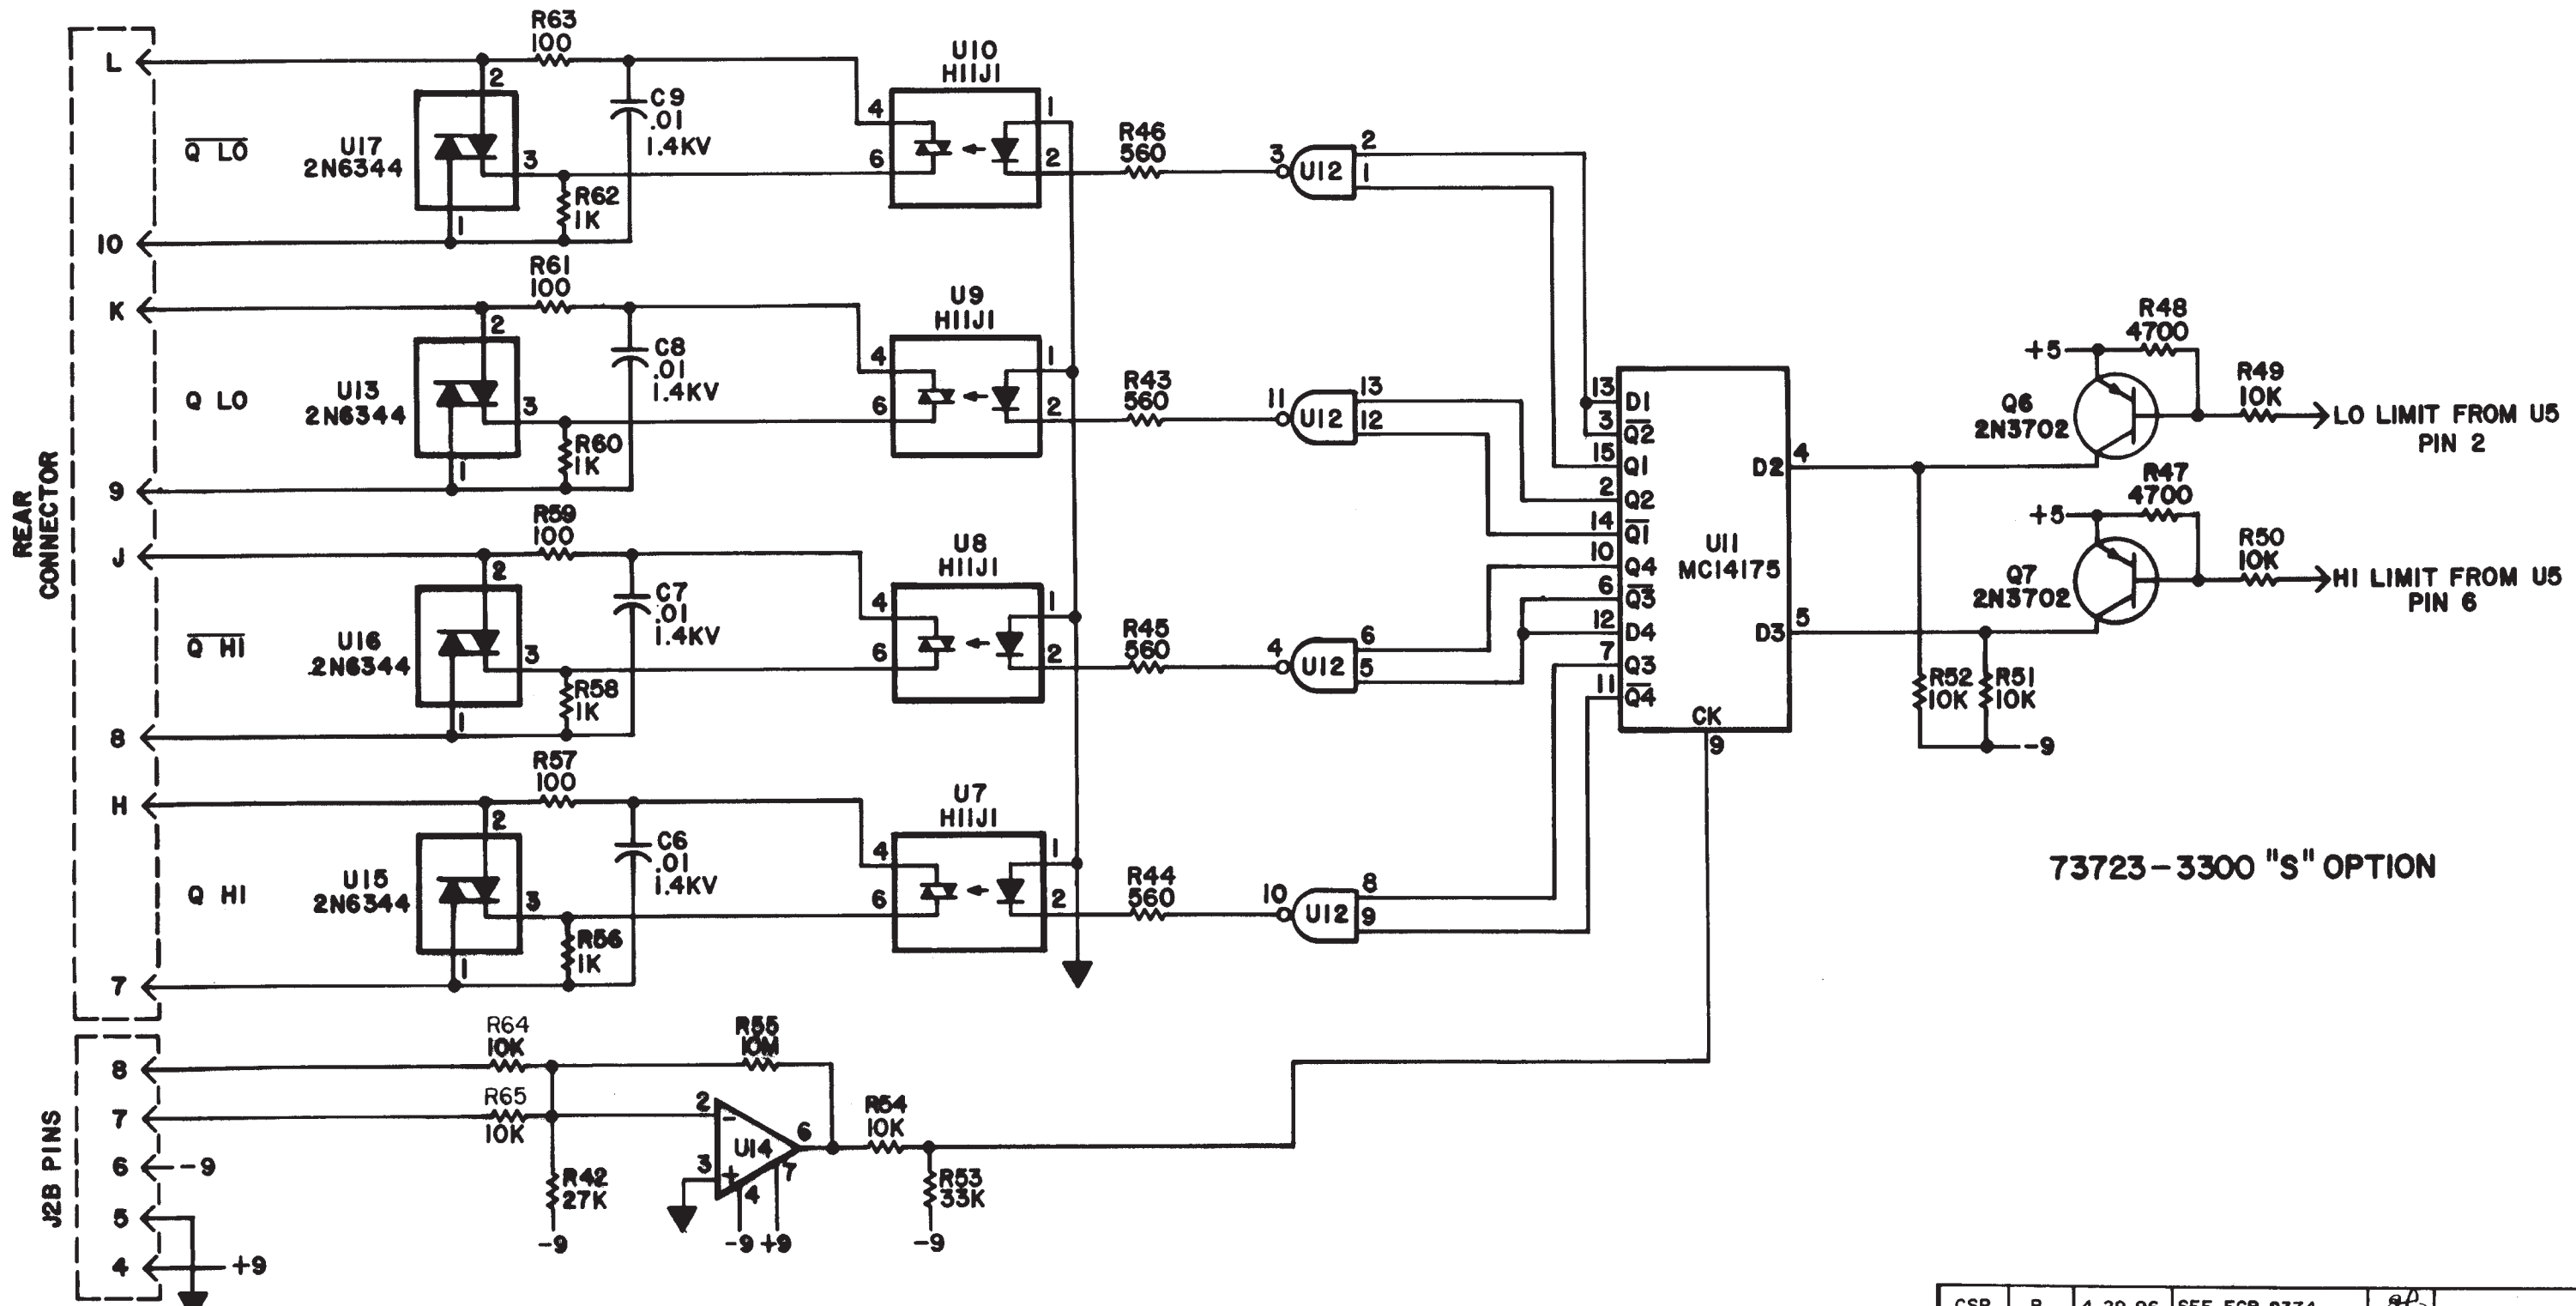 REAR CONNECTOR
L
10
K
9
J
8
H
7
Q LO
Q LO
Q HI
Q HI
R63
100
2
U17
2N6344
3
1
C9
.01
1.4KV
R62
1K
U10
H11J1
4
6
1
2
R46
560
3
U12
2
1
R61
100
2
U13
2N6344
3
1
C8
.01
1.4KV
R60
1K
U9
H11J1
4
6
1
2
R43
560
11
U12
13
12
R59
100
2
U16
2N6344
3
1
C7
.01
1.4KV
R58
1K
U8
H11J1
4
6
1
2
R45
560
4
U12
6
5
R57
100
2
U15
2N6344
3
1
C6
.01
1.4KV
R56
1K
U7
H11J1
4
6
1
2
R44
560
10
U12
8
9
13 D1
3 Q2
15 Q1
2 Q2
14 Q1
10 Q4
6 Q3
12 D4
7 Q3
11 Q4
U11
MC14175
D2 4
D3 5
CK
9
R48
4700
+5
Q6
2N3702
R49
10K
LO LIMIT FROM U5
PIN 2
R47
4700
+5
Q7
2N3702
R50
10K
HI LIMIT FROM U5
PIN 6
R52
10K
R51
10K
-9
73723-3300 "S" OPTION
J2B PINS
8
7
6
-9
5
4
+9
R64
10K
R65
10K
R55
10M
R42
27K
-9
2
-
3
+
U14
6
7
4
-9 +9
R54
10K
R53
33K
-9
CSR B 4-29-96 SEE ECR 8374